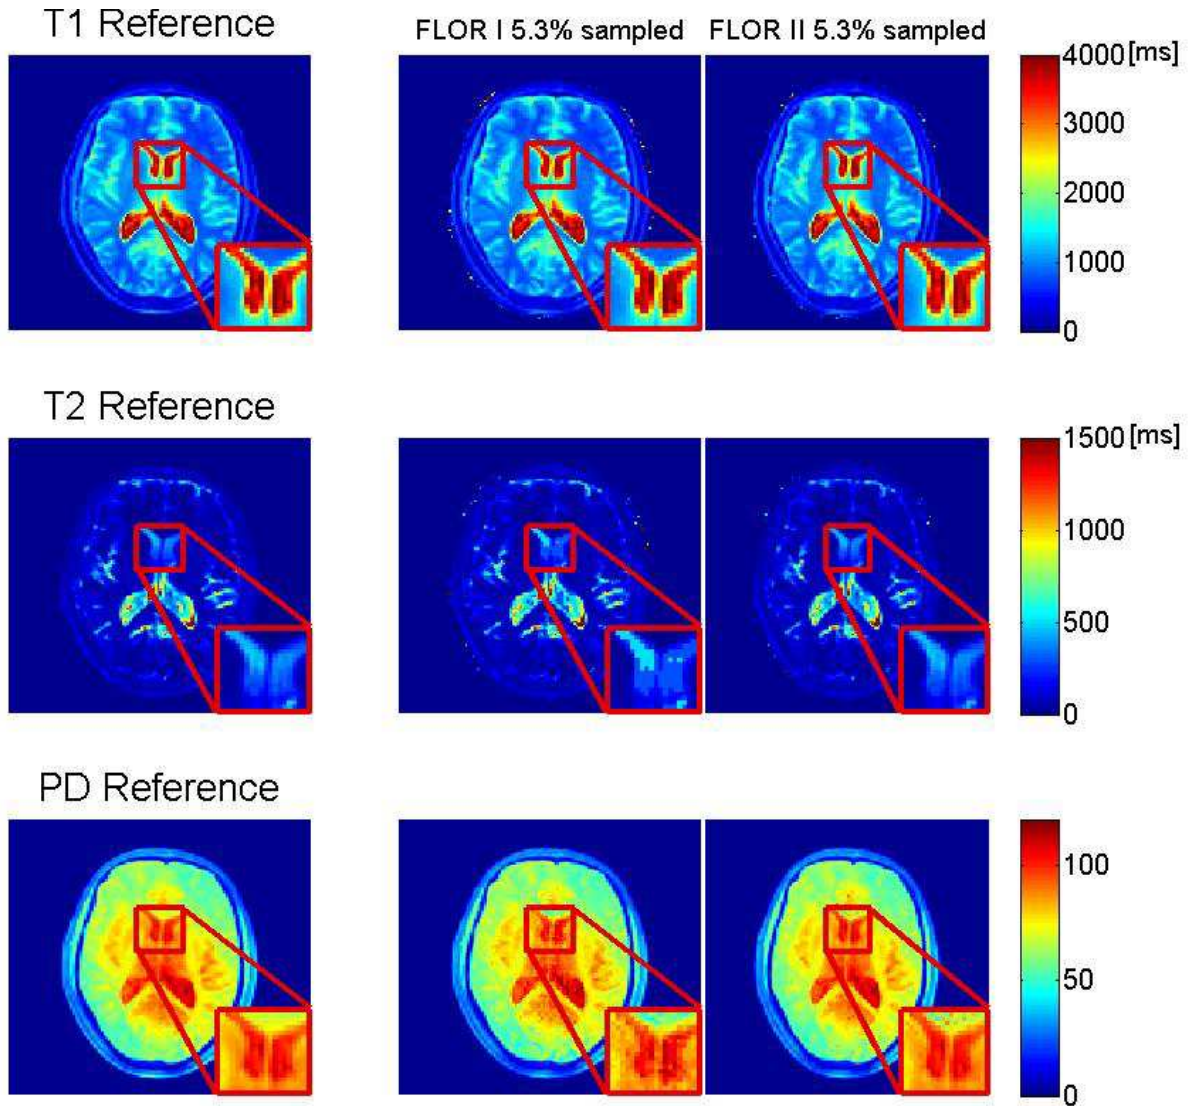 T1 Reference
FLOR I 5.3% sampled
FLOR II 5.3% sampled
4000 [ms]
3000
2000
1000
0
T2 Reference
1500 [ms]
1000
500
0
PD Reference
100
50
0